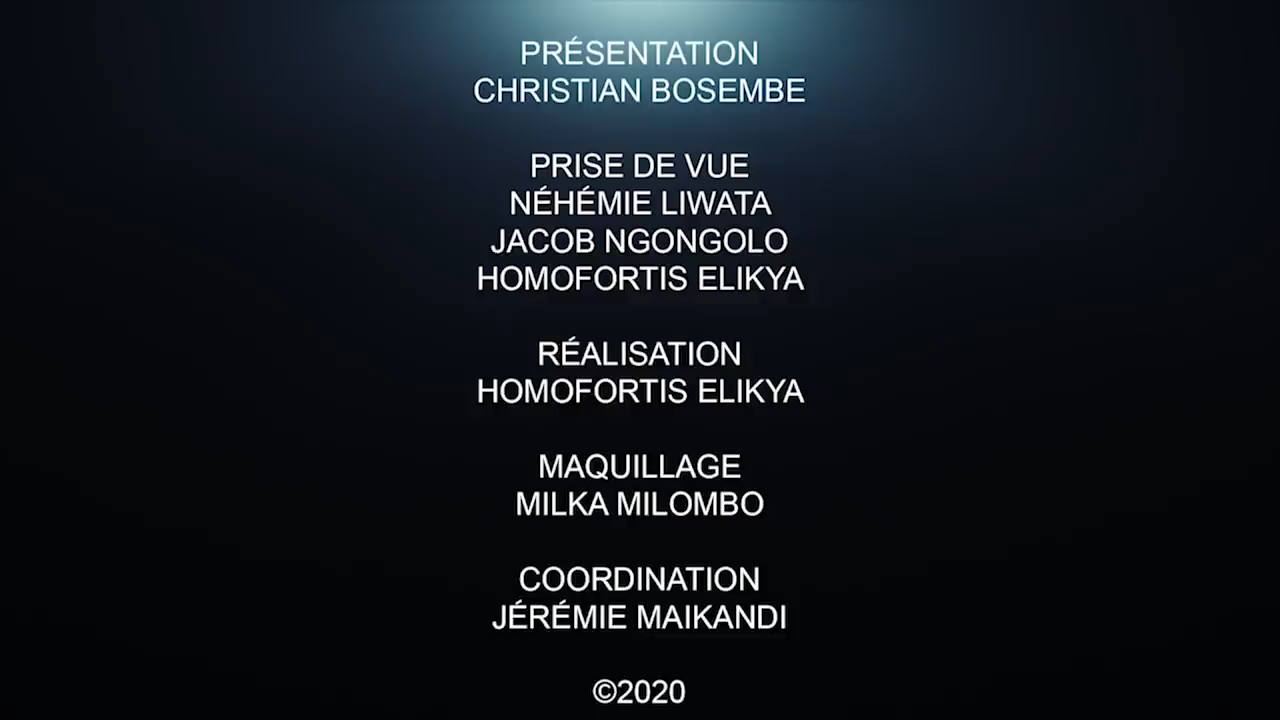 PRÉSENTATION
CHRISTIAN BOSEMBE
PRISE DE VUE
NÉHÉMIE LIWATA
JACOB NGONGOLO
HOMOFORTIS ELIKYA
RÉALISATION
HOMOFORTIS ELIKYA
MAQUILLAGE
MILKA MILOMBO
COORDINATION
JÉRÉMIE MAIKANDI
©2020